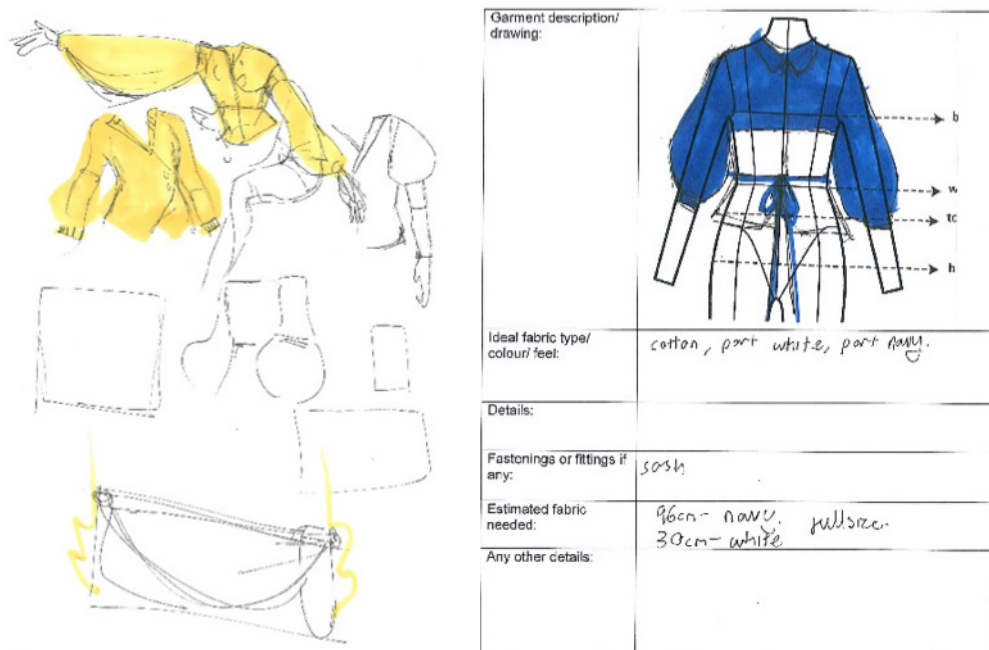 Garment description/
drawing:
b
w
tc
h
Ideal fabric type/
colour/ feel:
cotton, part white, part navy.
Details:
Fastenings or fittings if
any:
sash
Estimated fabric
needed:
96cm- navy. fullsize.
30cm- white
Any other details: